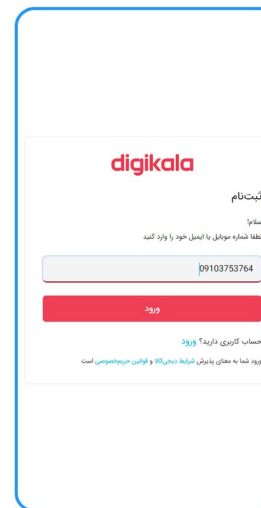 digikala
ثبت‌نام
سلام!
لطفا شماره موبایل یا ایمیل خود را وارد کنید
09103753764
ورود
حساب کاربری دارید؟ ورود
ورود شما به معنای پذیرش شرایط دیجی‌کالا و قوانین حریم‌خصوصی است